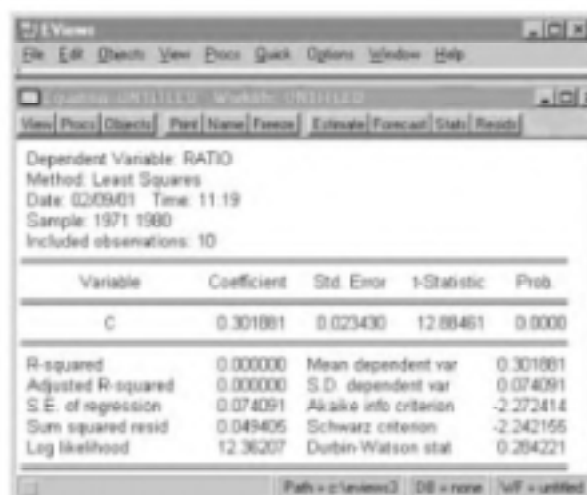 EViews
File Edit Objects View Procs Quick Options Window Help
Equation: UNTITLED Workfile: UNTITLED
View Procs Objects Print Name Freeze Estimate Forecast Stats Resids
Dependent Variable: RATIO
Method: Least Squares
Date: 02/09/01 Time: 11:19
Sample: 1971 1980
Included observations: 10
Variable Coefficient Std. Error t-Statistic Prob.
C 0.301881 0.023430 12.88461 0.0000
R-squared 0.000000 Mean dependent var 0.301881
Adjusted R-squared 0.000000 S.D. dependent var 0.074091
S.E. of regression 0.074091 Akaike info criterion -2.272414
Sum squared resid 0.049405 Schwarz criterion -2.242155
Log likelihood 12.36207 Durbin-Watson stat 0.284221
Path = c:\eviews3 DB = none WF = untitled